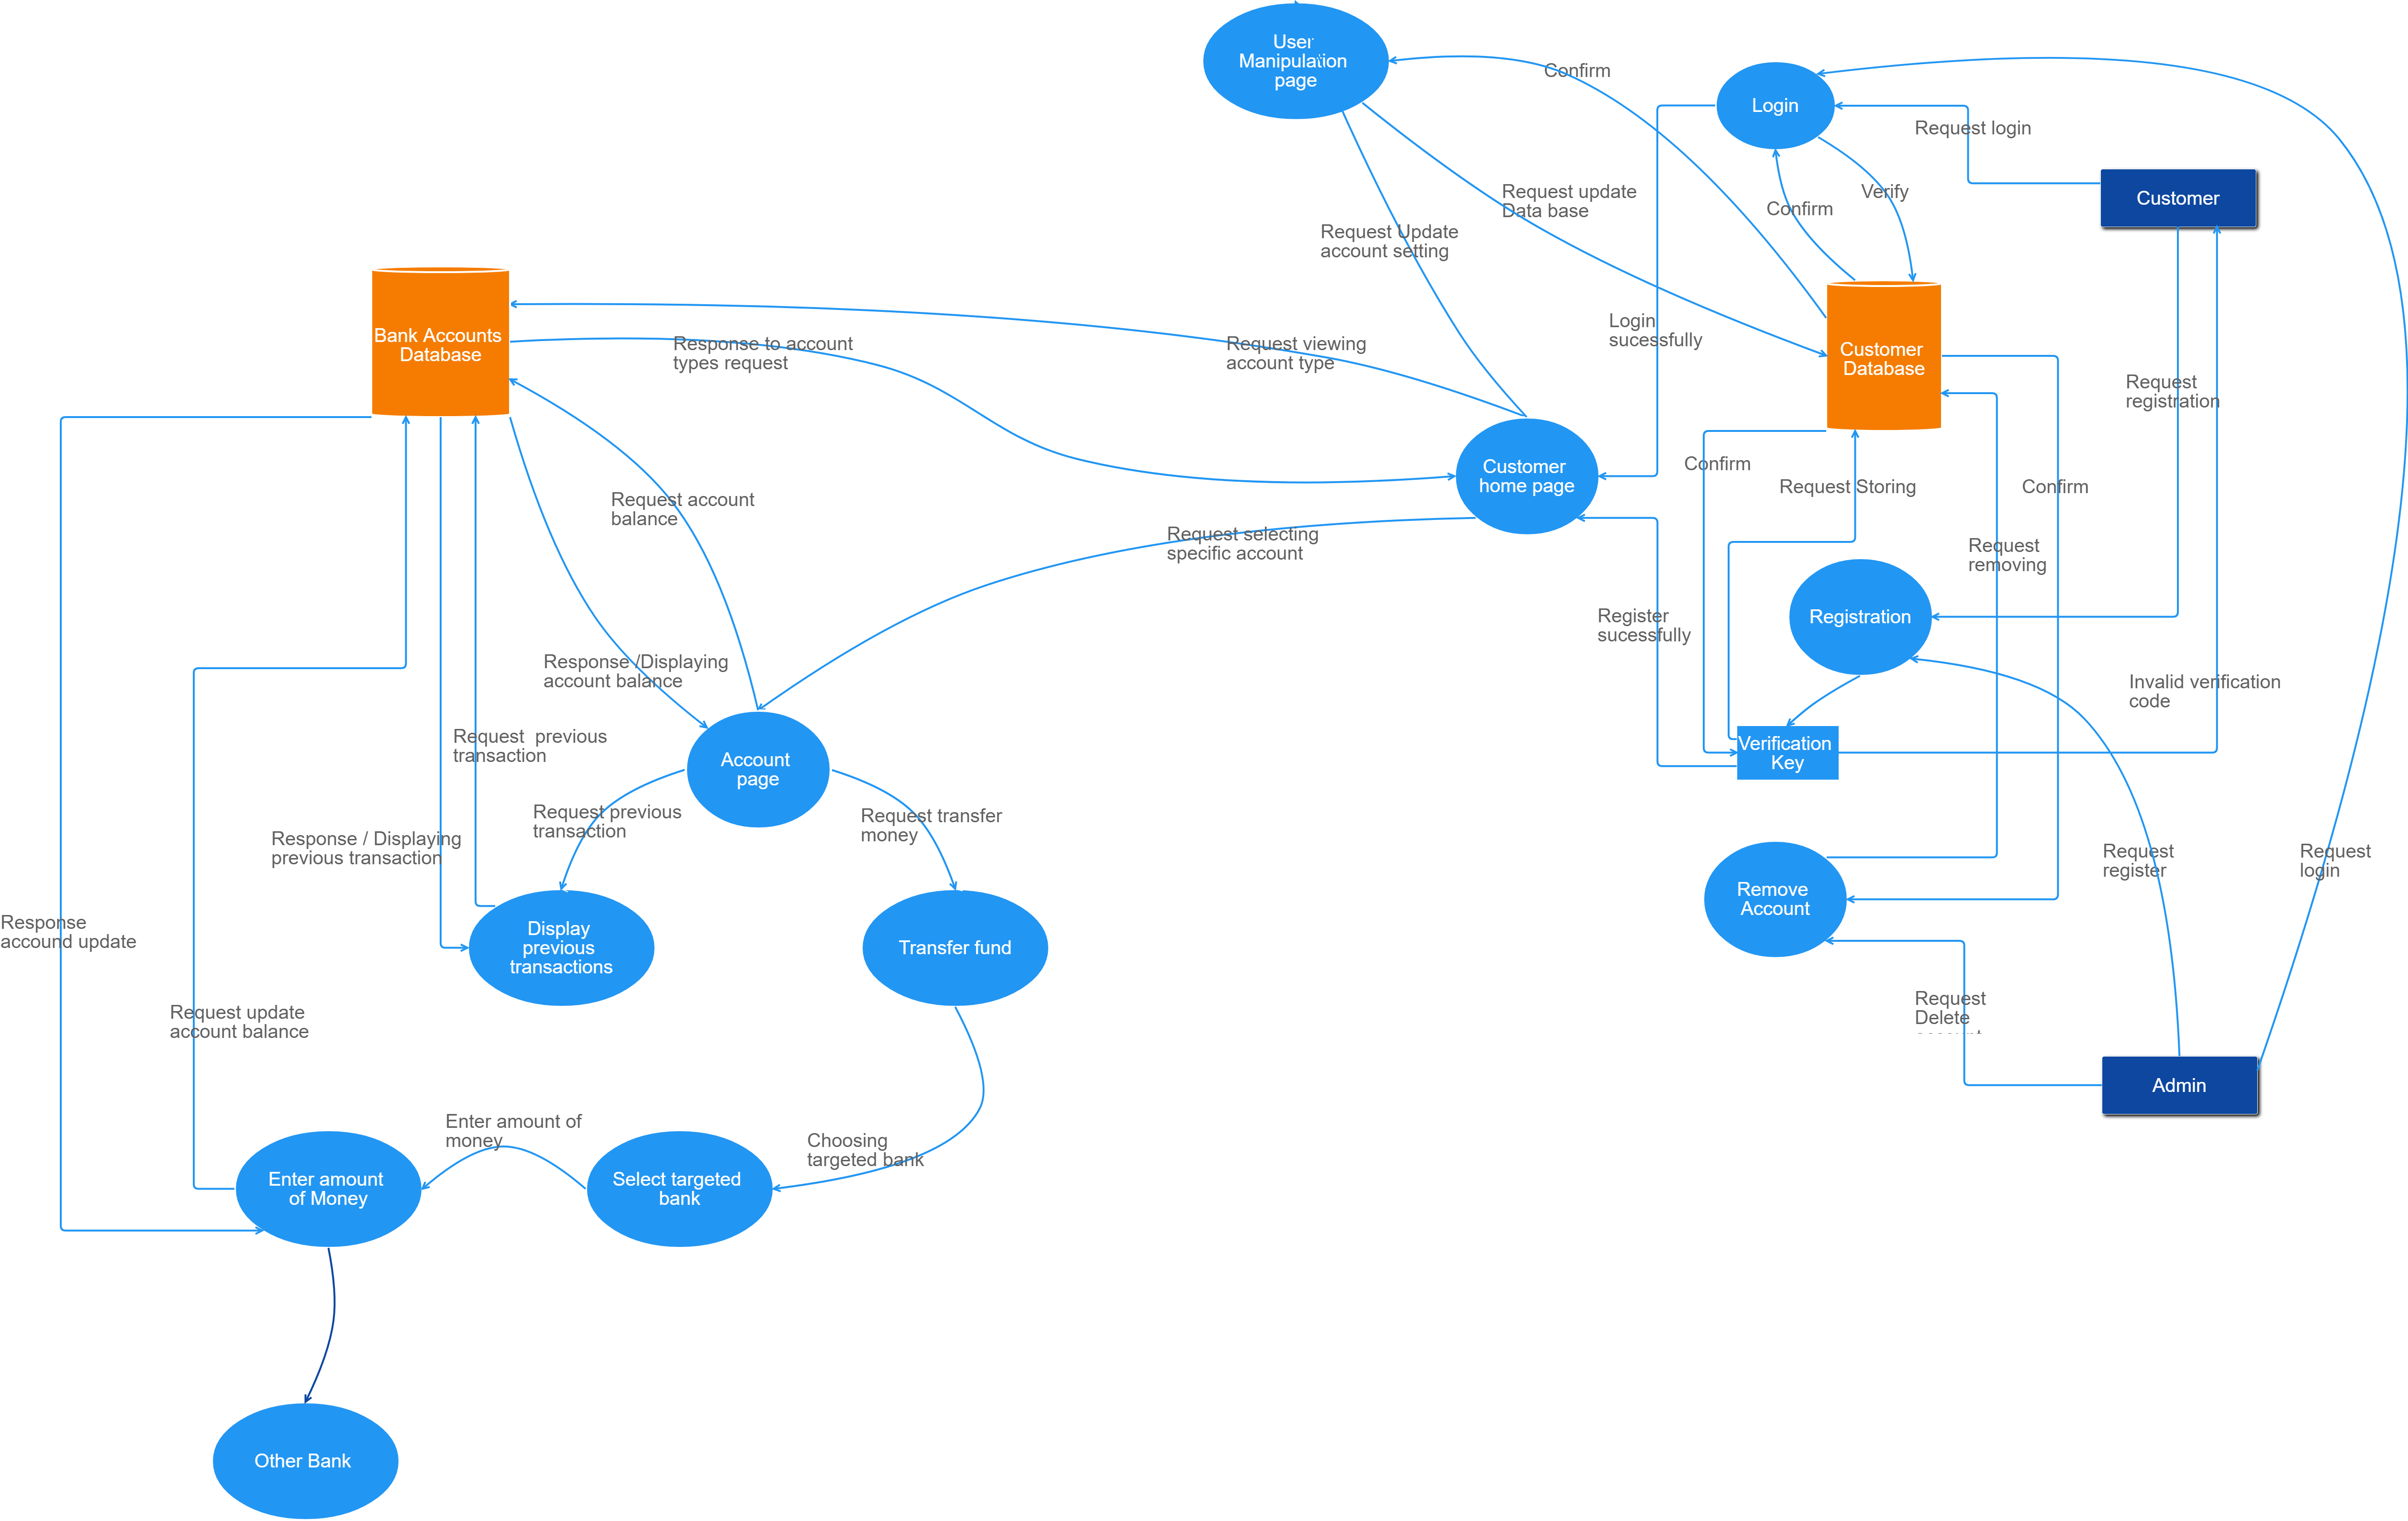 User
Manipulation
page
Confirm
Login
Request login
Customer
Request update
Data base
Verify
Confirm
Request Update
account setting
Bank Accounts
Database
Response to account
types request
Request viewing
account type
Login
sucessfully
Customer
Database
Request
registration
Customer
home page
Confirm
Request Storing
Confirm
Request account
balance
Request selecting
specific account
Request
removing
Registration
Register
sucessfully
Response /Displaying
account balance
Invalid verification
code
Request  previous
transaction
Account
page
Verification
Key
Request previous
transaction
Request transfer
money
Response / Displaying
previous transaction
Request
register
Request
login
Remove
Account
Response
accound update
Display
previous
transactions
Transfer fund
Request update
account balance
Request
Delete
Admin
Enter amount of
money
Choosing
targeted bank
Enter amount
of Money
Select targeted
bank
Other Bank